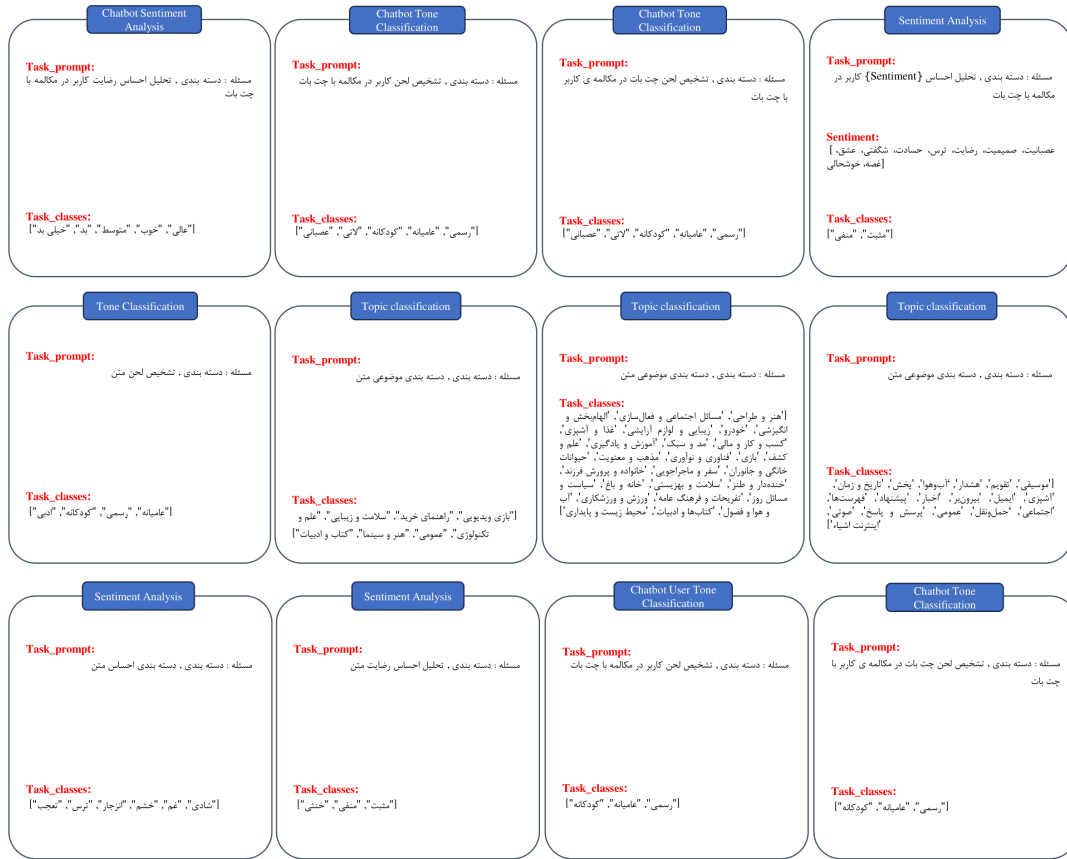 Chatbot Sentiment
Analysis
Task_prompt:
مسئله : دسته بندی , تحلیل احساس رضایت کاربر در مکالمه با
چت بات
Task_classes:
["عالی", "خوب", "متوسط", "بد", "خیلی بد"]
Chatbot Tone
Classification
Task_prompt:
مسئله : دسته بندی , تشخیص لحن کاربر در مکالمه با چت بات
Task_classes:
["رسمی", "عامیانه", "کودکانه", "لاتی", "عصبانی"]
Chatbot Tone
Classification
Task_prompt:
مسئله : دسته بندی , تشخیص لحن چت بات در مکالمه ی کاربر
با چت بات
Task_classes:
["رسمی", "عامیانه", "کودکانه", "لاتی", "عصبانی"]
Sentiment Analysis
Task_prompt:
مسئله : دسته بندی , تحلیل احساس {Sentiment} کاربر در
مکالمه با چت بات
Sentiment:
عصبانیت، صمیمیت، رضایت، ترس، حسادت، شگفتی، عشق، [
غصه، خوشحالی]
Task_classes:
["مثبت", "منفی"]
Tone Classification
Task_prompt:
مسئله : دسته بندی , تشخیص لحن متن
Task_classes:
["عامیانه", "رسمی", "کودکانه", "ادبی"]
Topic classification
Task_prompt:
مسئله : دسته بندی , دسته بندی موضوعی متن
Task_classes:
["بازی ویدیویی", "راهنمای خرید", "سلامت و زیبایی", "علم و
تکنولوژی", "عمومی", "هنر و سینما", "کتاب و ادبیات"]
Topic classification
Task_prompt:
مسئله : دسته بندی , دسته بندی موضوعی متن
Task_classes:
['هنر و طراحی', 'مسائل اجتماعی و فعال‌سازی', 'الهام‌بخش و
انگیزشی', 'خودرو', 'زیبایی و لوازم آرایشی', 'غذا و آشپزی',
'کسب و کار و مالی', 'مد و سبک', 'آموزش و یادگیری', 'علم و
کشف', 'بازی', 'فناوری و نوآوری', 'مذهب و معنویت', 'حیوانات
خانگی و جانوران', 'سفر و ماجراجویی', 'خانواده و پرورش فرزند',
'خنده‌دار و طنز', 'سلامت و بهزیستی', 'خانه و باغ', 'سیاست و
مسائل روز', 'تفریحات و فرهنگ عامه', 'ورزش و ورزشکاری', 'آب
و هوا و فصول', 'کتاب‌ها و ادبیات', 'محیط زیست و پایداری']
Topic classification
Task_prompt:
مسئله : دسته بندی , دسته بندی موضوعی متن
Task_classes:
['موسیقی', 'تقویم', 'هشدار', 'آب‌وهوا', 'پخش', 'تاریخ و زمان',
'آشپزی', 'ایمیل', 'بیرون‌بر', 'اخبار', 'پیشنهاد', 'فهرست‌ها',
'اجتماعی', 'حمل‌ونقل', 'عمومی', 'پرسش و پاسخ', 'صوتی',
'اینترنت اشیاء']
Sentiment Analysis
Task_prompt:
مسئله : دسته بندی , دسته بندی احساس متن
Task_classes:
["شادی", "غم", "خشم", "انزجار", "ترس", "تعجب"]
Sentiment Analysis
Task_prompt:
مسئله : دسته بندی , تحلیل احساس رضایت متن
Task_classes:
["مثبت", "منفی", "خنثی"]
Chatbot User Tone
Classification
Task_prompt:
مسئله : دسته بندی , تشخیص لحن کاربر در مکالمه با چت بات
Task_classes:
["رسمی", "عامیانه", "کودکانه"]
Chatbot Tone
Classification
Task_prompt:
مسئله : دسته بندی , تشخیص لحن چت بات در مکالمه ی کاربر با
چت بات
Task_classes:
["رسمی", "عامیانه", "کودکانه"]